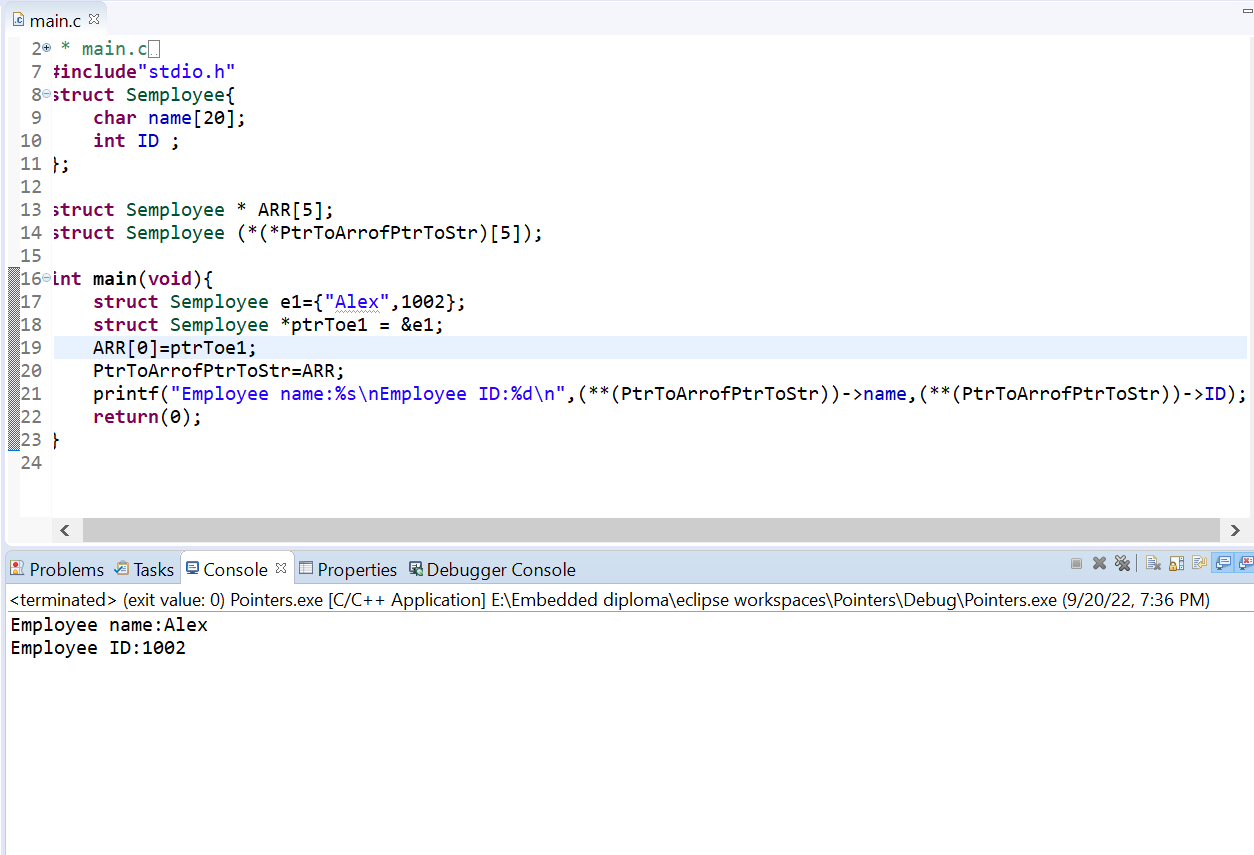 main.c
2 * main.c
7 #include"stdio.h"
8 struct Semployee{
9 char name[20];
10 int ID ;
11 };
12
13 struct Semployee * ARR[5];
14 struct Semployee (*(*PtrToArrofPtrToStr)[5]);
15
16 int main(void){
17 struct Semployee e1={"Alex",1002};
18 struct Semployee *ptrToe1 = &e1;
19 ARR[0]=ptrToe1;
20 PtrToArrofPtrToStr=ARR;
21 printf("Employee name:%s\nEmployee ID:%d\n",(**(PtrToArrofPtrToStr))->name,(**(PtrToArrofPtrToStr))->ID);
22 return(0);
23 }
24
Problems Tasks Console Properties Debugger Console
<terminated> (exit value: 0) Pointers.exe [C/C++ Application] E:\Embedded diploma\eclipse workspaces\Pointers\Debug\Pointers.exe (9/20/22, 7:36 PM)
Employee name:Alex
Employee ID:1002